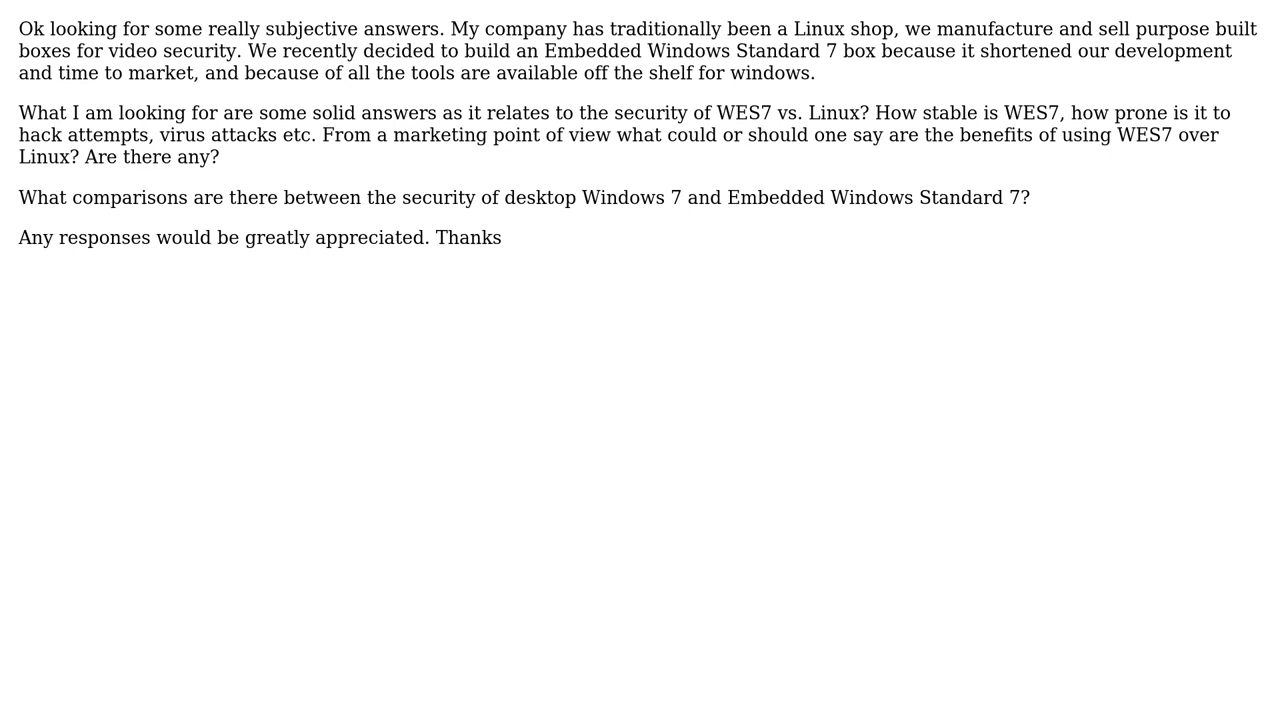 Ok looking for some really subjective answers. My company has traditionally been a Linux shop, we manufacture and sell purpose built
boxes for video security. We recently decided to build an Embedded Windows Standard 7 box because it shortened our development
and time to market, and because of all the tools are available off the shelf for windows.
What I am looking for are some solid answers as it relates to the security of WES7 vs. Linux? How stable is WES7, how prone is it to
hack attempts, virus attacks etc. From a marketing point of view what could or should one say are the benefits of using WES7 over
Linux? Are there any?
What comparisons are there between the security of desktop Windows 7 and Embedded Windows Standard 7?
Any responses would be greatly appreciated. Thanks